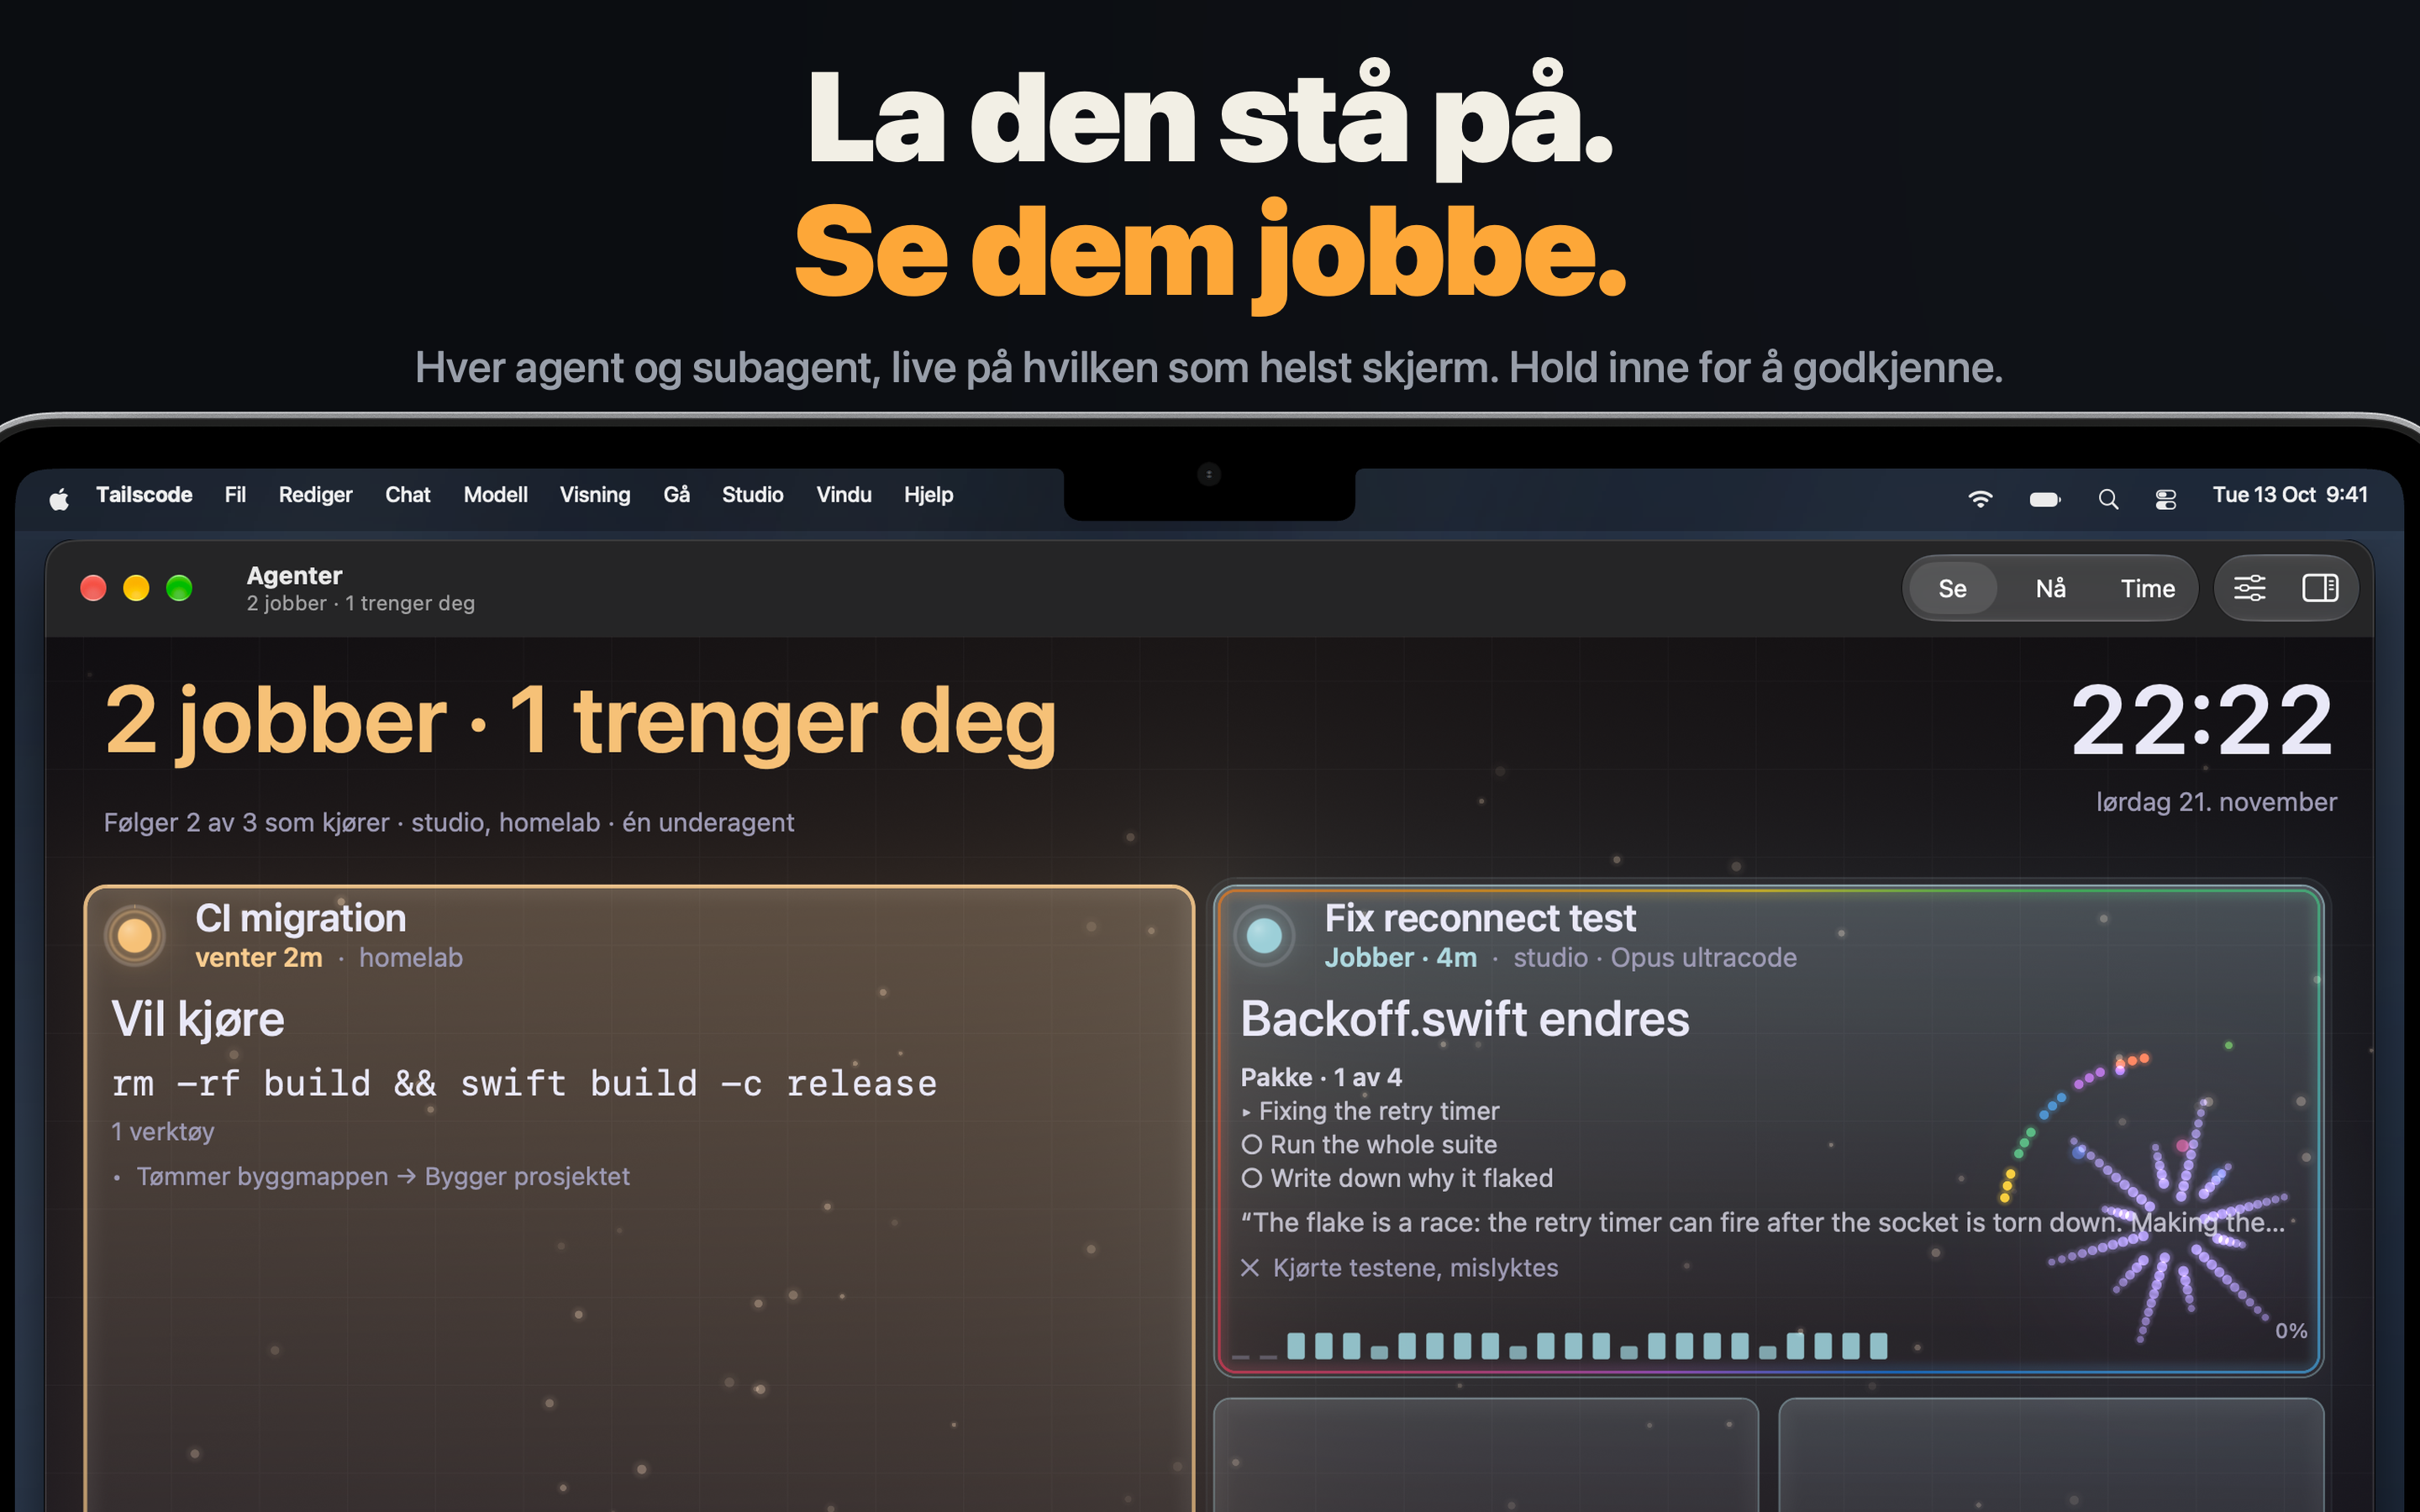 La den stå på.
Se dem jobbe.
Hver agent og subagent, live på hvilken som helst skjerm. Hold inne for å godkjenne.
Tailscode Fil Rediger Chat Modell Visning Gå Studio Vindu Hjelp
Tue 13 Oct 9:41
Agenter
2 jobber · 1 trenger deg
Se Nå Time
2 jobber · 1 trenger deg
22:22
lørdag 21. november
Følger 2 av 3 som kjører · studio, homelab · én underagent
CI migration
venter 2m · homelab
Vil kjøre
rm -rf build && swift build -c release
1 verktøy
• Tømmer byggmappen → Bygger prosjektet
Fix reconnect test
Jobber · 4m · studio · Opus ultracode
Backoff.swift endres
Pakke · 1 av 4
▸ Fixing the retry timer
○ Run the whole suite
○ Write down why it flaked
“The flake is a race: the retry timer can fire after the socket is torn down. Making the…
× Kjørte testene, mislyktes
0%